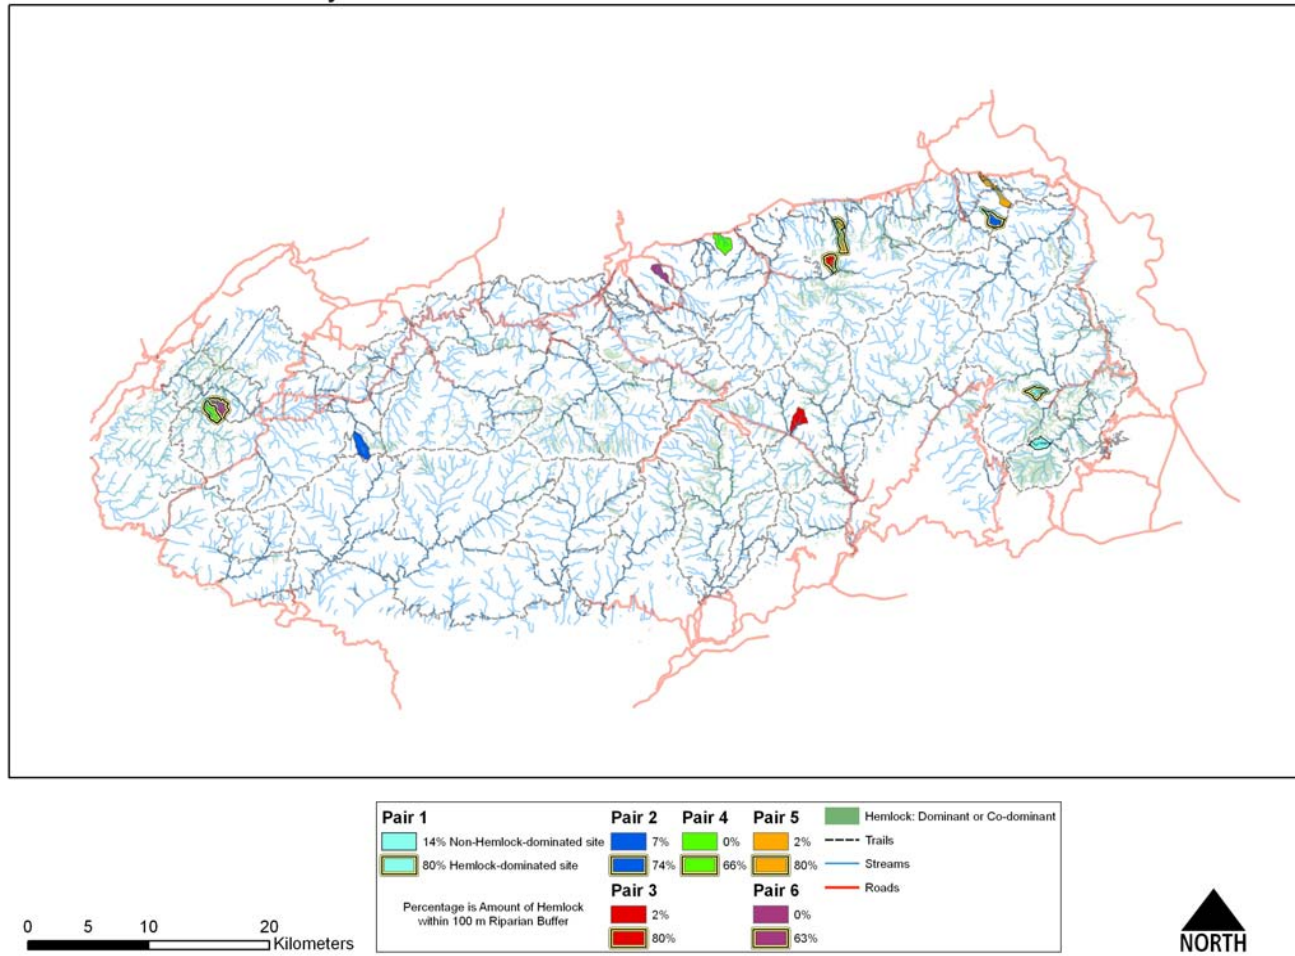 Pair 1
14% Non-Hemlock-dominated site
80% Hemlock-dominated site
Percentage is Amount of Hemlock
within 100 m Riparian Buffer
Pair 2
7%
74%
Pair 4
0%
66%
Pair 5
2%
80%
Pair 3
2%
80%
Pair 6
0%
63%
Hemlock: Dominant or Co-dominant
Trails
Streams
Roads
0 5 10 20
Kilometers
NORTH